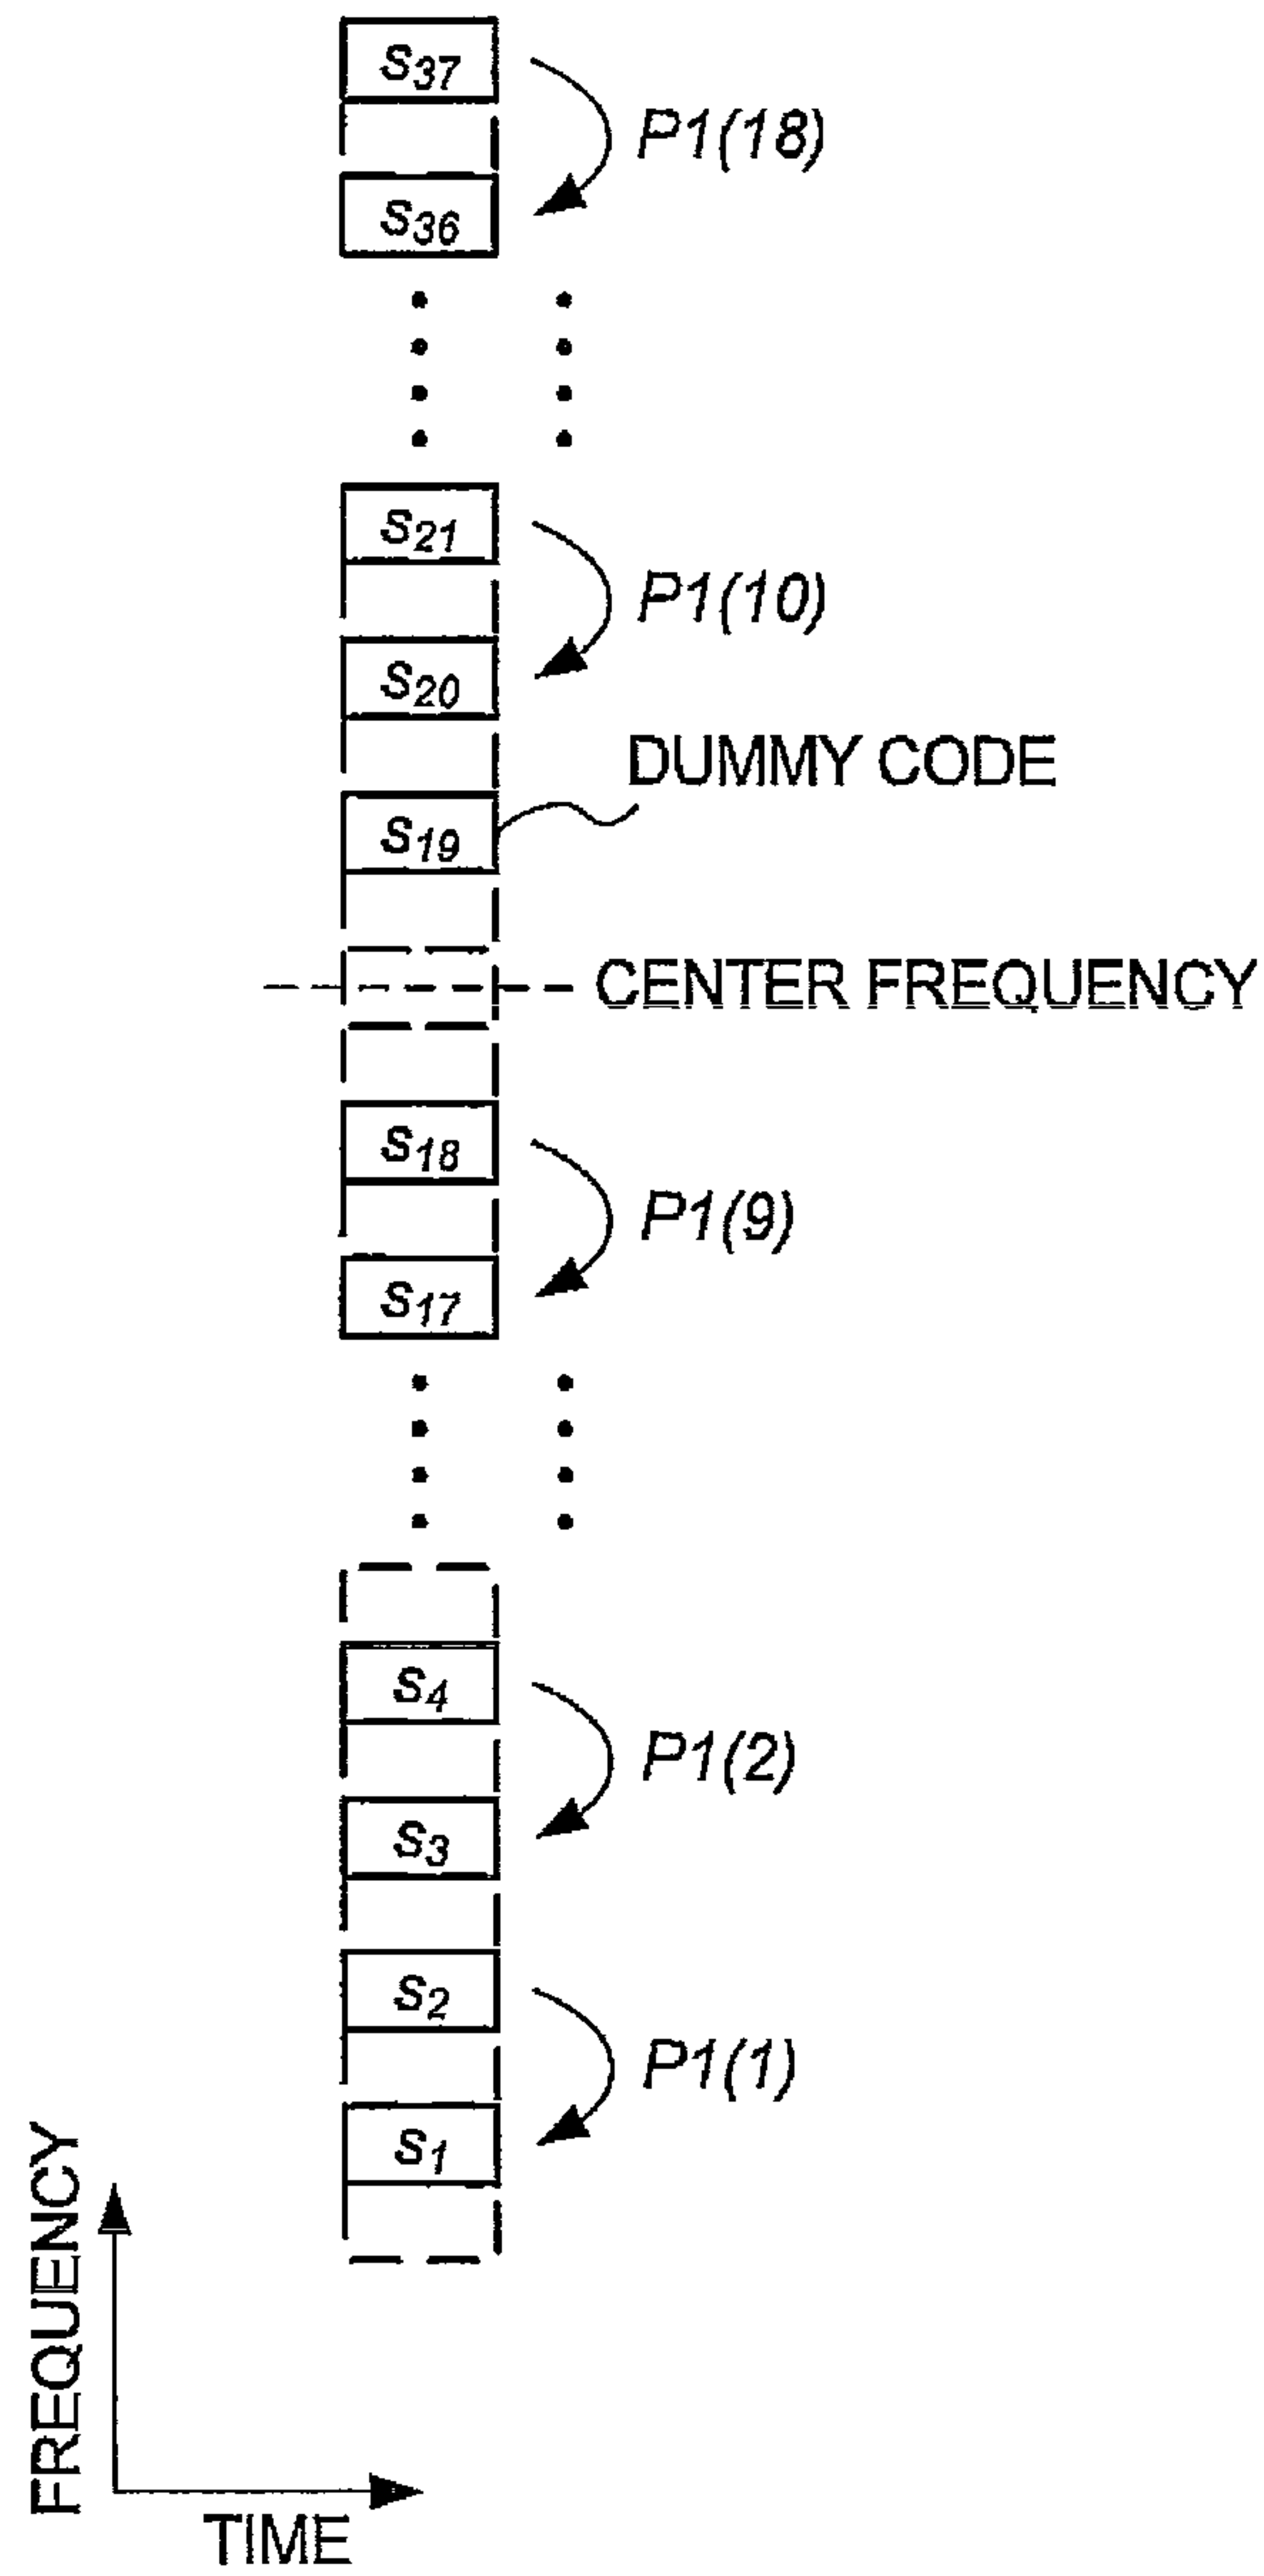 s37
P1(18)
s36
s21
P1(10)
s20
DUMMY CODE
s19
CENTER FREQUENCY
s18
P1(9)
s17
s4
P1(2)
s3
s2
P1(1)
s1
FREQUENCY
TIME